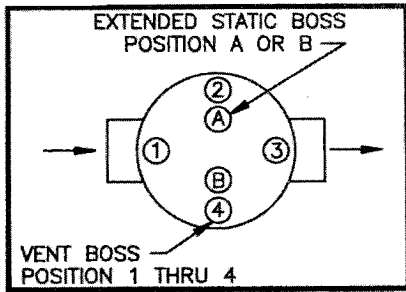 EXTENDED STATIC BOSS
POSITION A OR B
2
A
1
3
B
4
VENT BOSS
POSITION 1 THRU 4